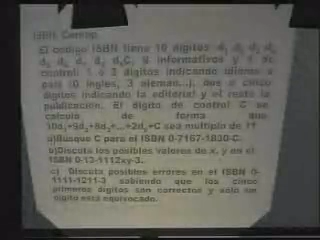 ISBN
El código ISBN tiene 10 dígitos d1 d2 d3 d4
d5 d6 d7 d8 d9C, 9 informativos y 1 de
control: 1 o 3 dígitos indicando idioma o
país (0 inglés, 3 alemán...), dos o cinco
dígitos indicando la editorial y el resto la
publicación. El dígito de control C se
calcula de forma que
10d1+9d2+8d3+...+2d9+C sea múltiplo de 11
a)Busque C para el ISBN 0-7167-1830-C.
b)Discuta los posibles valores de x, y en el
ISBN 0-13-1112xy-3.
c) Discuta posibles errores en el ISBN 0-
1111-1211-3 sabiendo que los cinco
primeros dígitos son correctos y sólo un
dígito está equivocado.